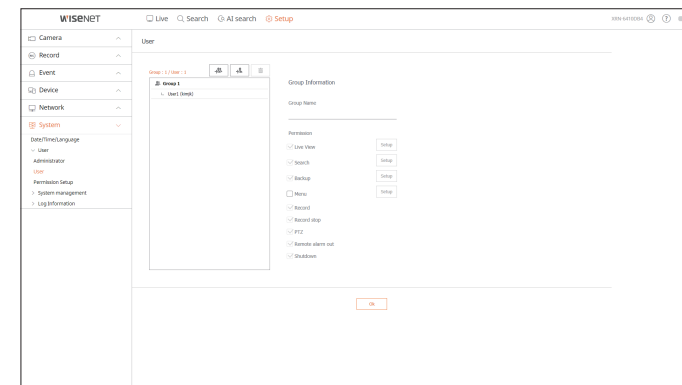 WISENET
Live Search AI search Setup
Camera
Record
Event
Device
Network
System
Date/Time/Language
User
Administrator
User
Permission Setup
System management
Log Information
User
Group : 1 / User : 1
Group 1
Group Information
Group Name
Permission
Live View Setup
Search Setup
Backup Setup
Menu Setup
Record
Record stop
PTZ
Remote alarm out
Shutdown
Ok